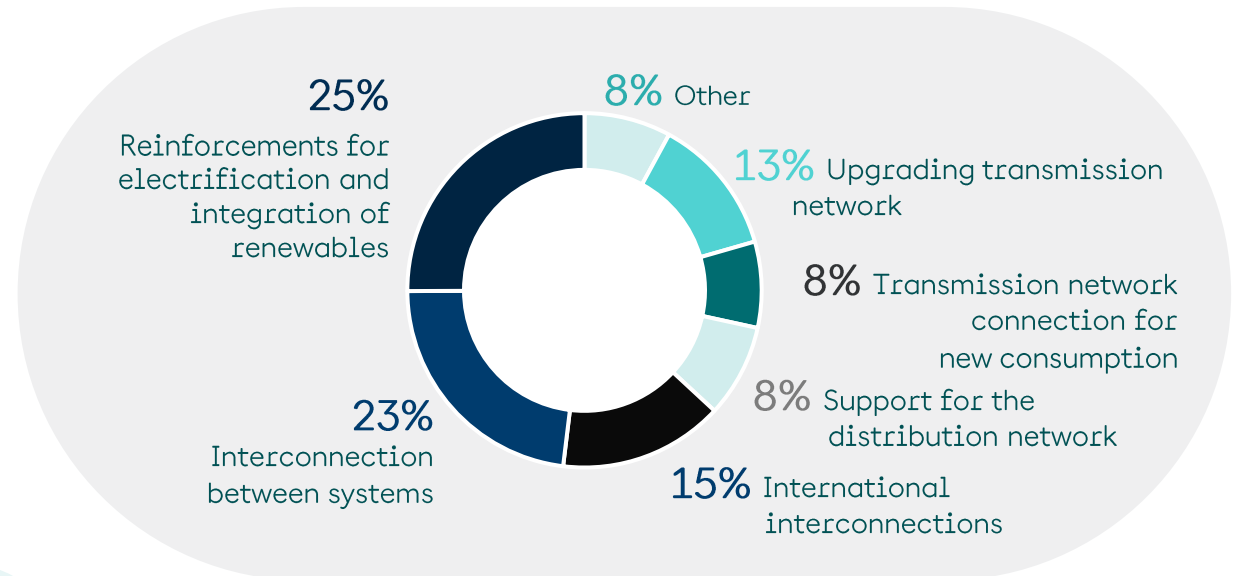 25%
Reinforcements for
electrification and
integration of
renewables
8% Other
13% Upgrading transmission
network
8% Transmission network
connection for
new consumption
8% Support for the
distribution network
15% International
interconnections
23%
Interconnection
between systems